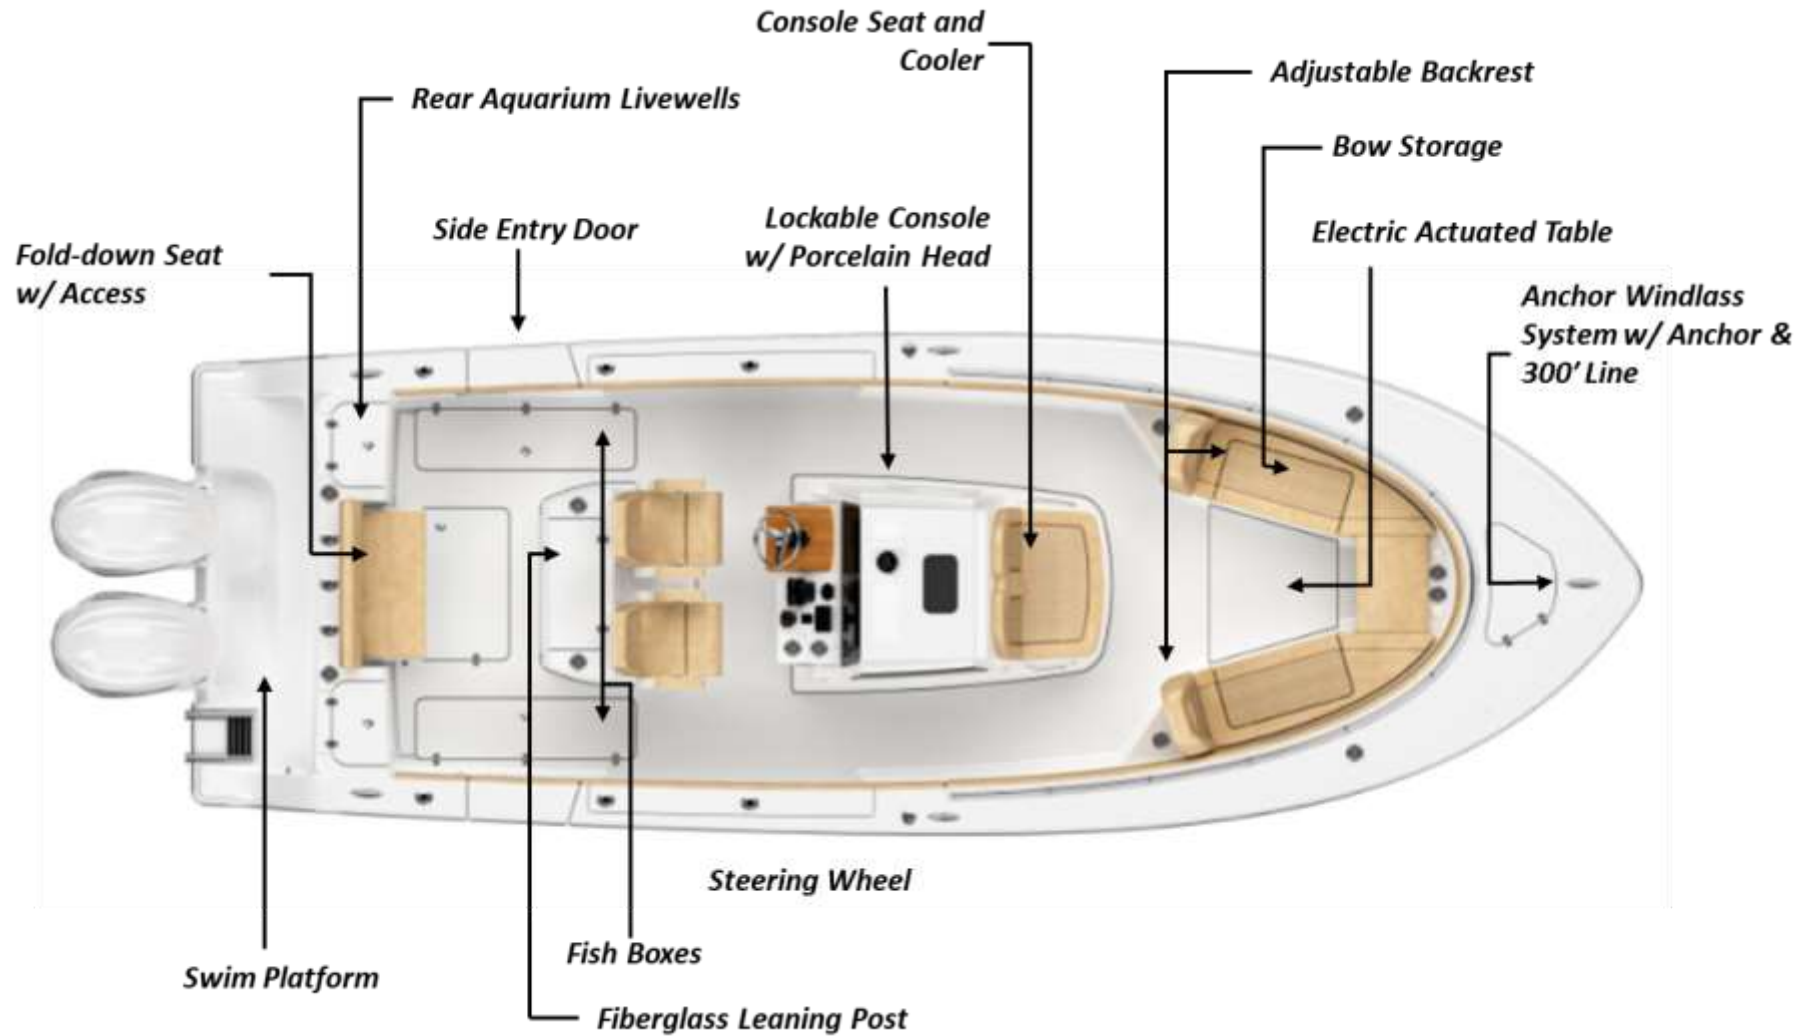 Console Seat and
Cooler
Adjustable Backrest
Rear Aquarium Livewells
Bow Storage
Side Entry Door
Lockable Console
w/ Porcelain Head
Electric Actuated Table
Fold-down Seat
w/ Access
Anchor Windlass
System w/ Anchor &
300’ Line
Steering Wheel
Fish Boxes
Swim Platform
Fiberglass Leaning Post